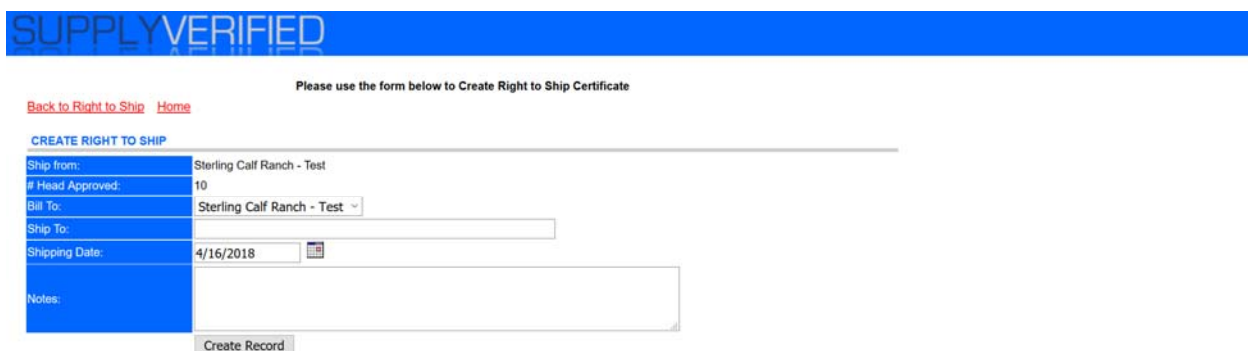 SUPPLYVERIFIED
Please use the form below to Create Right to Ship Certificate
Back to Right to Ship Home
CREATE RIGHT TO SHIP
Ship from: Sterling Calf Ranch - Test
# Head Approved: 10
Bill To: Sterling Calf Ranch - Test
Ship To:
Shipping Date: 4/16/2018
Notes:
Create Record